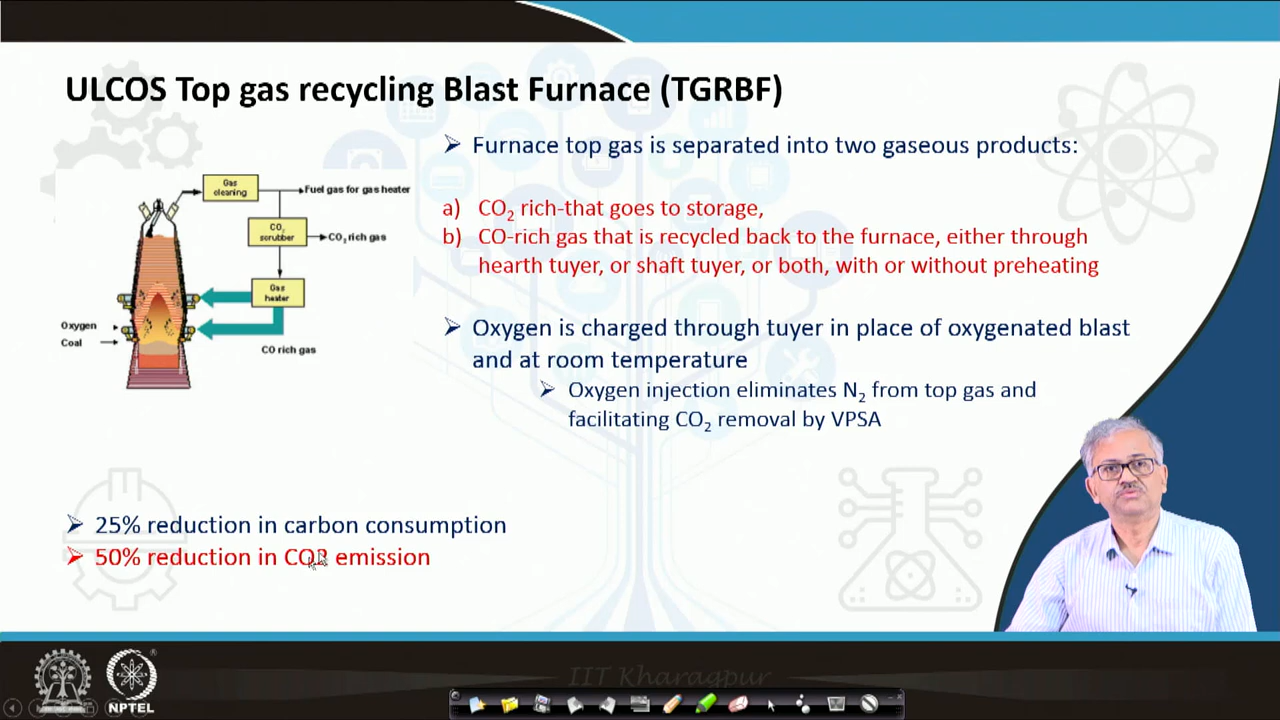 ULCOS Top gas recycling Blast Furnace (TGRBF)
➢ Furnace top gas is separated into two gaseous products:
a) CO2 rich-that goes to storage,
b) CO-rich gas that is recycled back to the furnace, either through
hearth tuyer, or shaft tuyer, or both, with or without preheating
➢ Oxygen is charged through tuyer in place of oxygenated blast
and at room temperature
➢ Oxygen injection eliminates N2 from top gas and
facilitating CO2 removal by VPSA
Gas
cleaning
Fuel gas for gas heater
CO2
scrubber
CO2 rich gas
Gas
heater
Oxygen
Coal
CO rich gas
➢ 25% reduction in carbon consumption
➢ 50% reduction in CO2 emission
IIT Kharagpur
NPTEL